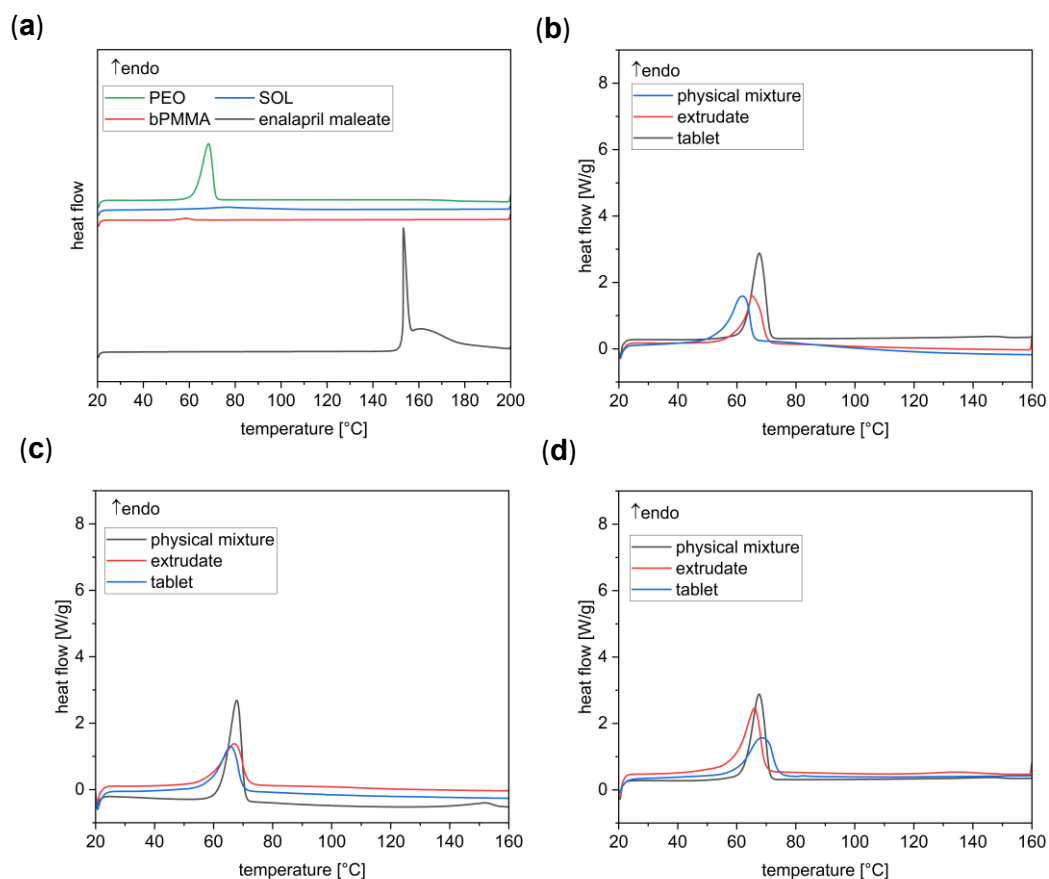 (a)
↑endo
PEO SOL
bPMMA enalapril maleate
heat flow
20 40 60 80 100 120 140 160 180 200
temperature [°C]
(b)
↑endo
physical mixture
extrudate
tablet
8
6
4
2
0
heat flow [W/g]
20 40 60 80 100 120 140 160
temperature [°C]
(c)
↑endo
physical mixture
extrudate
tablet
8
6
4
2
0
heat flow [W/g]
20 40 60 80 100 120 140 160
temperature [°C]
(d)
↑endo
physical mixture
extrudate
tablet
8
6
4
2
0
heat flow [W/g]
20 40 60 80 100 120 140 160
temperature [°C]